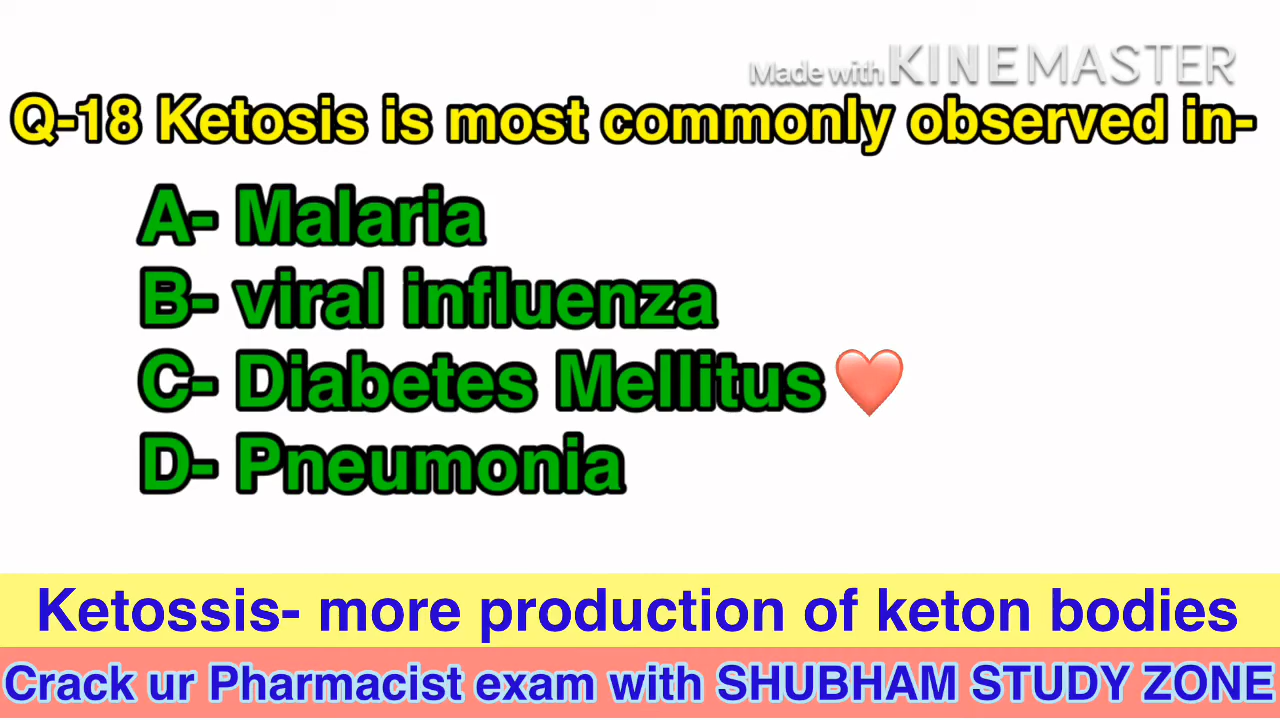 Made with KINEMASTER
Q-18 Ketosis is most commonly observed in-
A- Malaria
B- viral influenza
C- Diabetes Mellitus
D- Pneumonia
Ketossis- more production of keton bodies
Crack ur Pharmacist exam with SHUBHAM STUDY ZONE